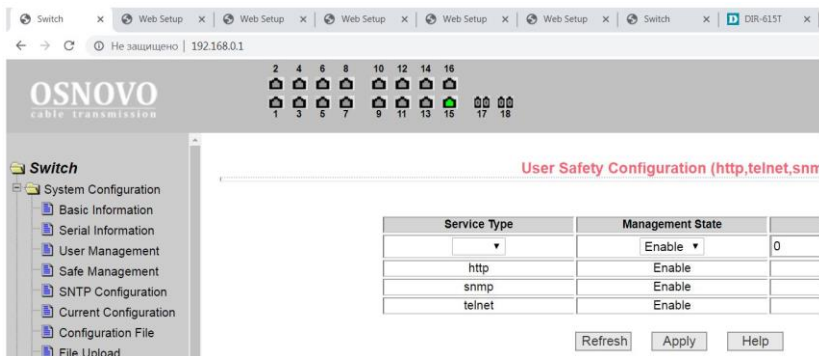 Switch
Web Setup
Web Setup
Web Setup
Web Setup
Web Setup
Switch
D DIR-615T
Не защищено | 192.168.0.1
2 4 6 8 10 12 14 16
OSNOVO
cable transmission
1 3 5 7 9 11 13 15 17 18
Switch
User Safety Configuration (http,telnet,snm
System Configuration
Basic Information
Serial Information
User Management
Safe Management
SNTP Configuration
Current Configuration
Configuration File
File Upload
Service Type Management State
Enable 0
http Enable
snmp Enable
telnet Enable
Refresh Apply Help